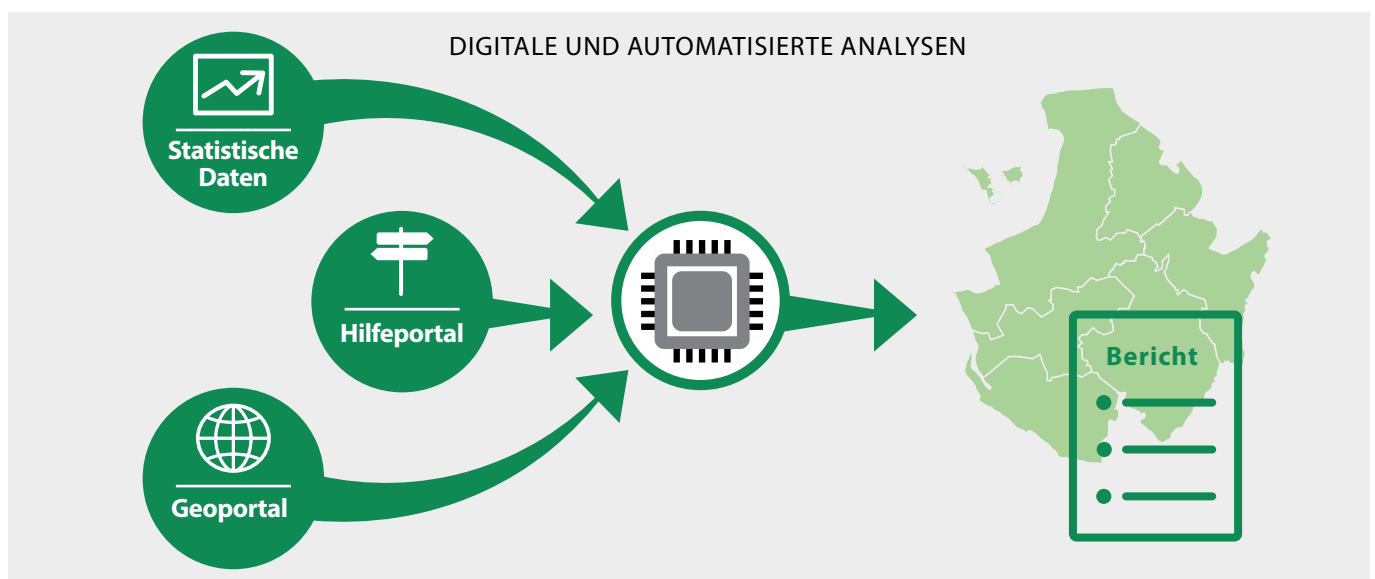 DIGITALE UND AUTOMATISIERTE ANALYSEN
Statistische
Daten
Hilfeportal
Geoportal
Bericht